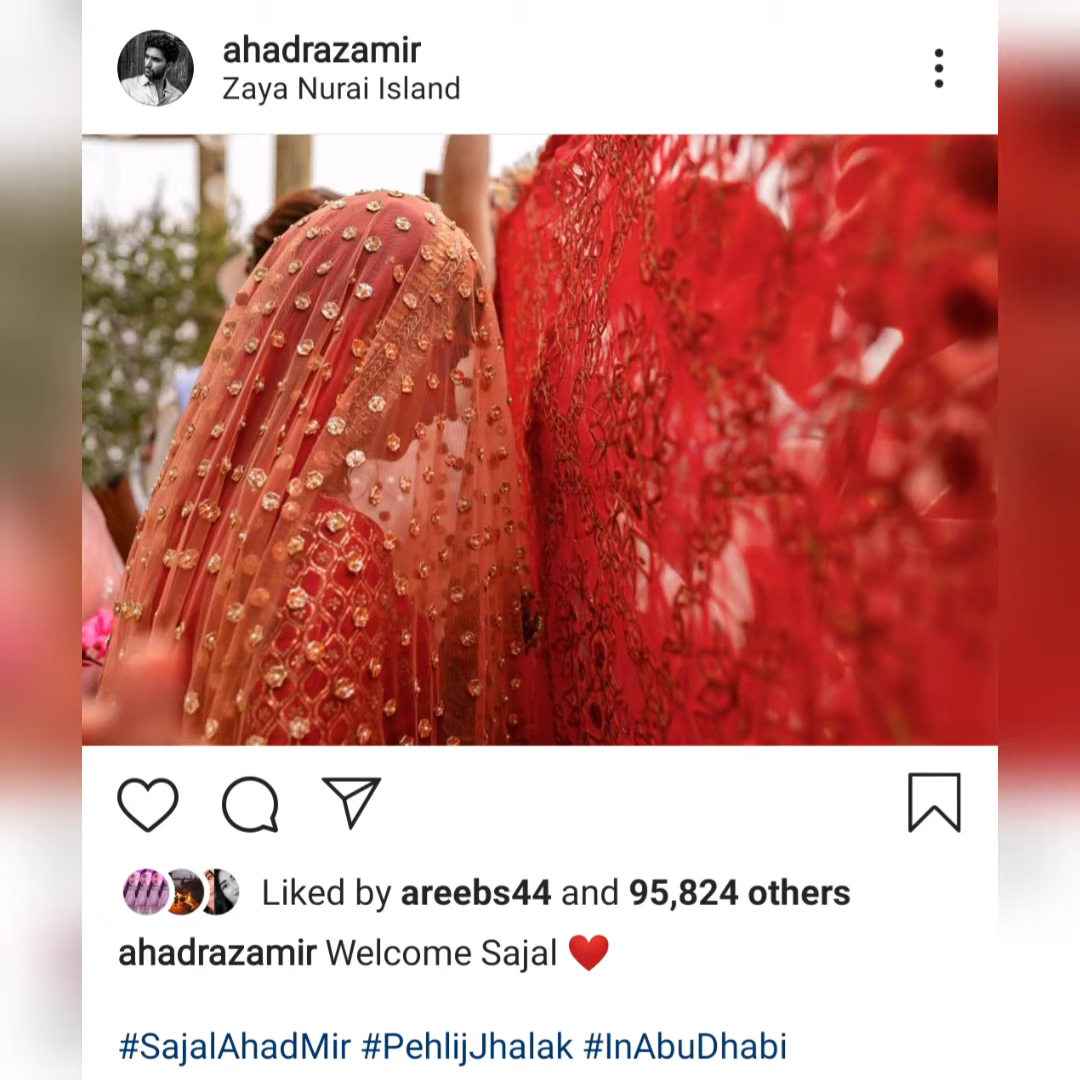 ahadrazamir
Zaya Nurai Island
Liked by areebs44 and 95,824 others
ahadrazamir Welcome Sajal ❤️
#SajalAhadMir #PehlijJhalak #InAbuDhabi